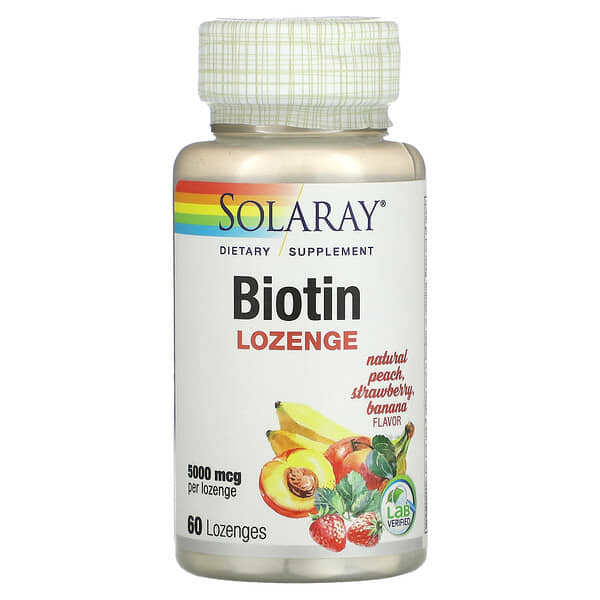 SOLARAY®
DIETARY SUPPLEMENT
Biotin
LOZENGE
natural
peach,
strawberry,
banana
FLAVOR
5000 mcg
per lozenge
60 Lozenges
Lab
VERIFIED